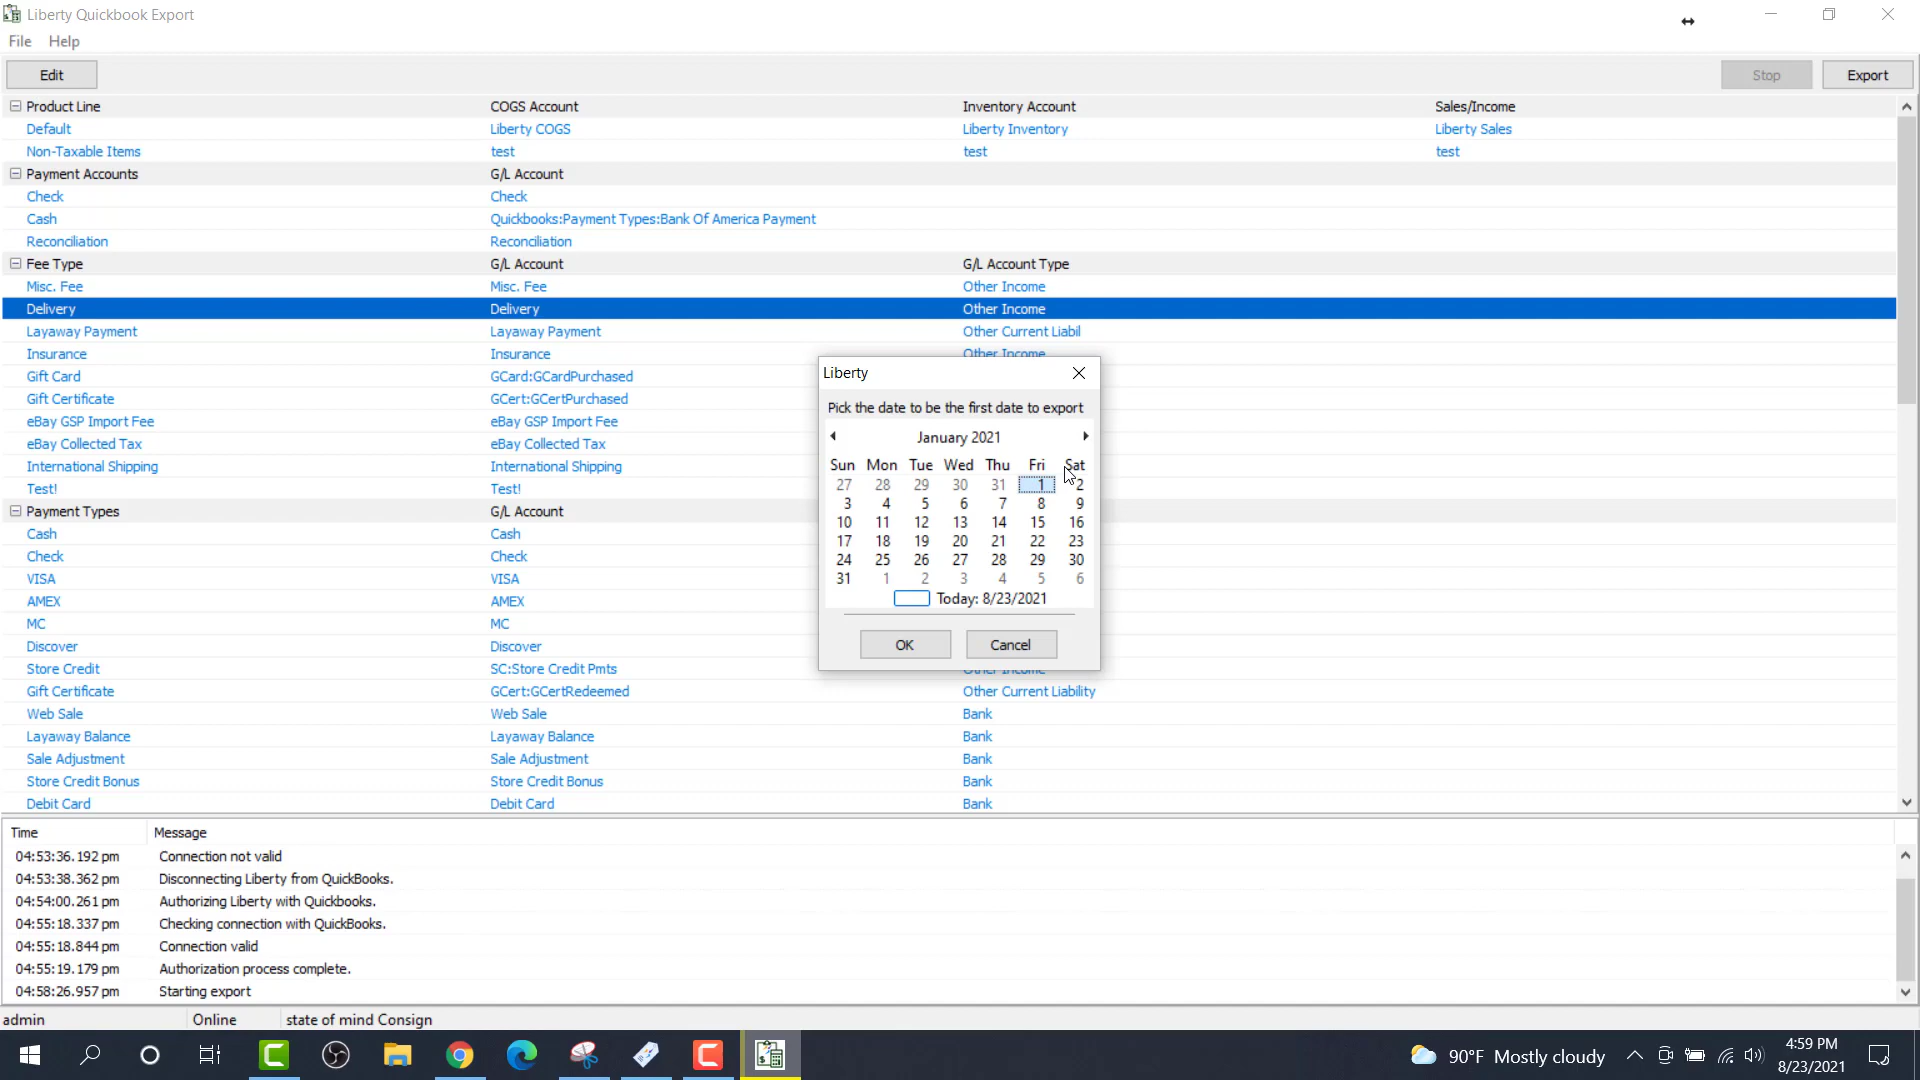 Liberty Quickbook Export
File Help
Edit Stop Export
Product Line COGS Account Inventory Account Sales/Income
Default Liberty COGS Liberty Inventory Liberty Sales
Non-Taxable Items test test test
Payment Accounts G/L Account
Check Check
Cash Quickbooks:Payment Types:Bank Of America Payment
Reconciliation Reconciliation
Fee Type G/L Account G/L Account Type
Misc. Fee Misc. Fee Other Income
Delivery Delivery Other Income
Layaway Payment Layaway Payment Other Current Liabil
Insurance Insurance Other Income
Gift Card GCard:GCardPurchased
Gift Certificate GCert:GCertPurchased
eBay GSP Import Fee eBay GSP Import Fee
eBay Collected Tax eBay Collected Tax
International Shipping International Shipping
Test! Test!
Payment Types G/L Account
Cash Cash
Check Check
VISA VISA
AMEX AMEX
MC MC
Discover Discover
Store Credit SC:Store Credit Pmts Other Income
Gift Certificate GCert:GCertRedeemed Other Current Liability
Web Sale Web Sale Bank
Layaway Balance Layaway Balance Bank
Sale Adjustment Sale Adjustment Bank
Store Credit Bonus Store Credit Bonus Bank
Debit Card Debit Card Bank
Liberty
Pick the date to be the first date to export
January 2021
Sun Mon Tue Wed Thu Fri Sat
27 28 29 30 31 1 2
3 4 5 6 7 8 9
10 11 12 13 14 15 16
17 18 19 20 21 22 23
24 25 26 27 28 29 30
31 1 2 3 4 5 6
Today: 8/23/2021
OK Cancel
Time Message
04:53:36.192 pm Connection not valid
04:53:38.362 pm Disconnecting Liberty from QuickBooks.
04:54:00.261 pm Authorizing Liberty with Quickbooks.
04:55:18.337 pm Checking connection with QuickBooks.
04:55:18.844 pm Connection valid
04:55:19.179 pm Authorization process complete.
04:58:26.957 pm Starting export
admin Online state of mind Consign
90°F Mostly cloudy
4:59 PM
8/23/2021